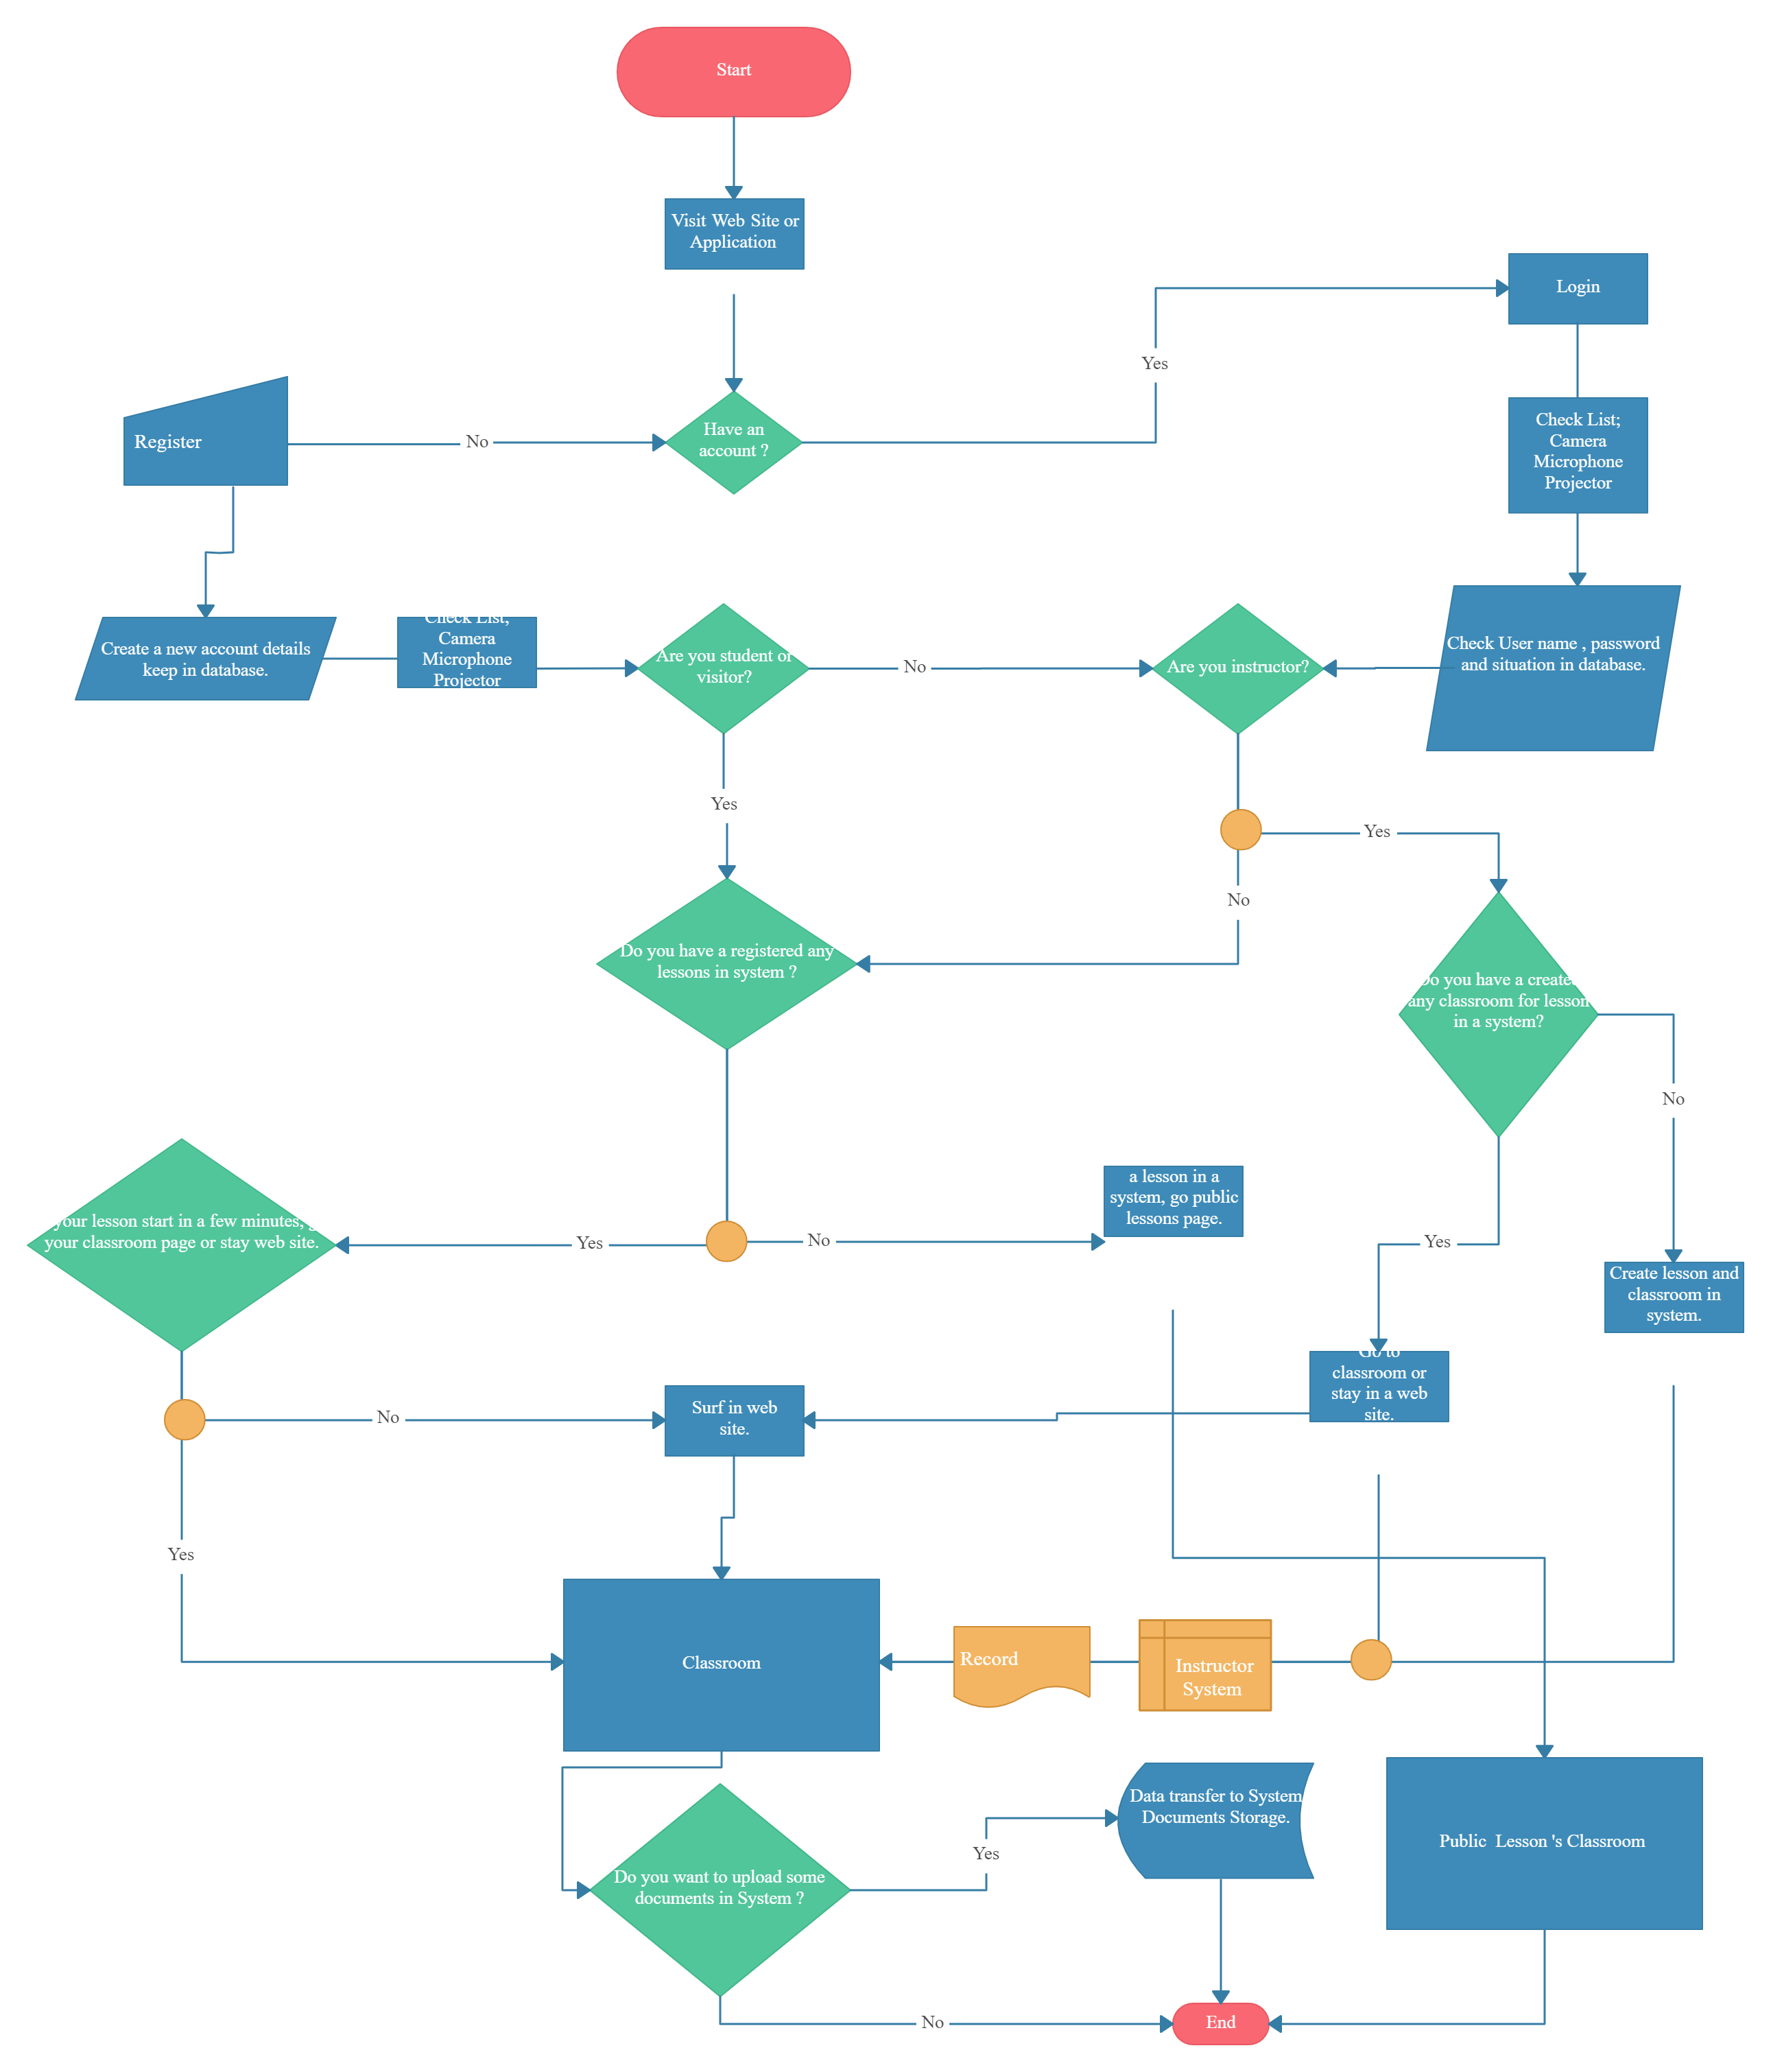 Start
Visit Web Site or
Application
Login
Yes
Check List;
Camera
Microphone
Projector
Have an
account ?
No
Register
Create a new account details
keep in database.
Check List;
Camera
Microphone
Projector
Are you student or
visitor?
No
Are you instructor?
Check User name , password
and situation in database.
Yes
Yes
No
Do you have a registered any
lessons in system ?
Do you have a create
any classroom for lesson
in a system?
No
your lesson start in a few minutes,
your classroom page or stay web site.
Yes
No
a lesson in a
system, go public
lessons page.
Yes
Create lesson and
classroom in
system.
Go to
classroom or
stay in a web
site.
No
Surf in web
site.
Yes
Classroom
Record
Instructor
System
Data transfer to System
Documents Storage.
Yes
Public Lesson 's Classroom
Do you want to upload some
documents in System ?
No
End